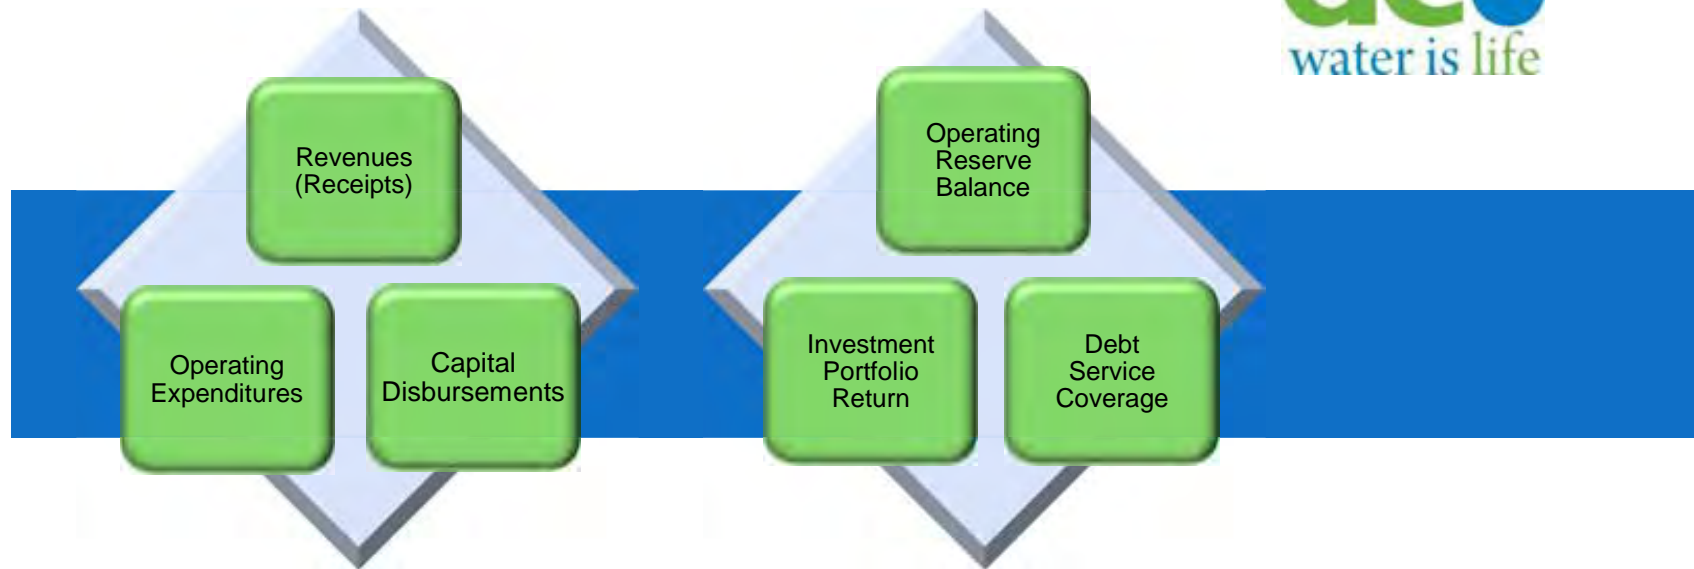 water is life
Revenues
(Receipts)
Operating
Expenditures
Capital
Disbursements
Operating
Reserve
Balance
Investment
Portfolio
Return
Debt
Service
Coverage